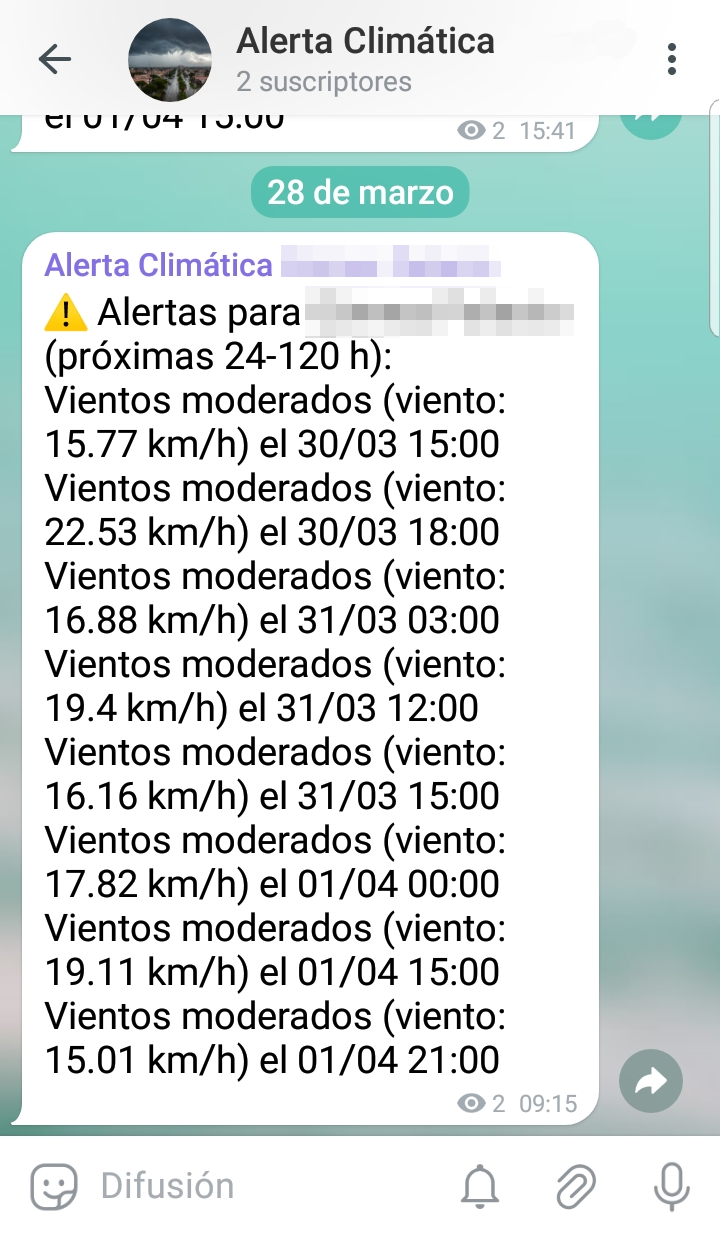 Alerta Climática
2 suscriptores
el 01/04 15:00
2 15:41
28 de marzo
Alerta Climática
Alertas para
(próximas 24-120 h):
Vientos moderados (viento:
15.77 km/h) el 30/03 15:00
Vientos moderados (viento:
22.53 km/h) el 30/03 18:00
Vientos moderados (viento:
16.88 km/h) el 31/03 03:00
Vientos moderados (viento:
19.4 km/h) el 31/03 12:00
Vientos moderados (viento:
16.16 km/h) el 31/03 15:00
Vientos moderados (viento:
17.82 km/h) el 01/04 00:00
Vientos moderados (viento:
19.11 km/h) el 01/04 15:00
Vientos moderados (viento:
15.01 km/h) el 01/04 21:00
2 09:15
Difusión